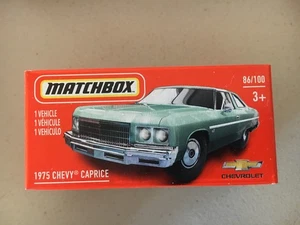 MATCHBOX
86/100
3+
1 VEHICLE
1 VÉHICULE
1 VEHÍCULO
1975 CHEVY® CAPRICE
CHEVROLET